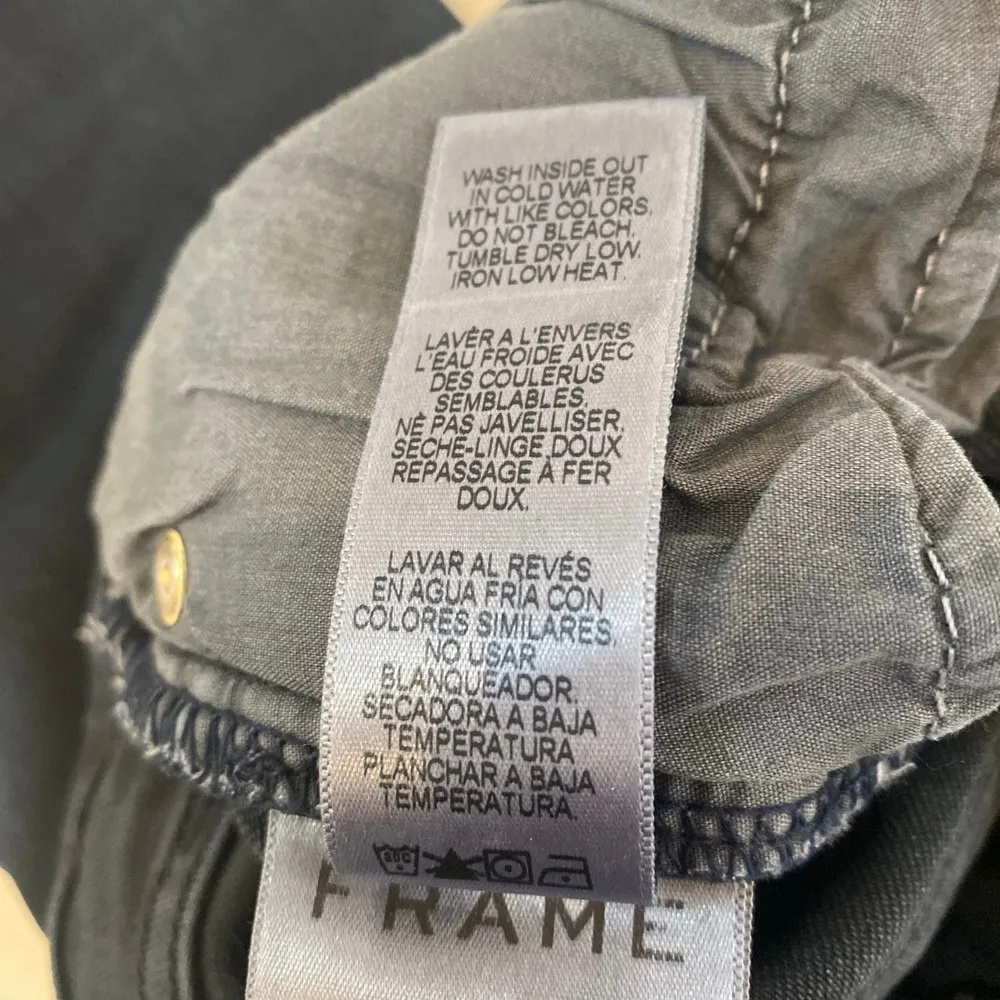 WASH INSIDE OUT
IN COLD WATER
WITH LIKE COLORS.
DO NOT BLEACH.
TUMBLE DRY LOW.
IRON LOW HEAT.
LAVÈR A L'ENVERS
L'EAU FROIDE AVEC
DES COULERUS
SEMBLABLES.
NÈ PAS JAVELLISER.
SÈCHE-LINGE DOUX
REPASSAGE À FER
DOUX.
LAVAR AL REVÉS
EN AGUA FRÍA CON
COLORES SIMILARES,
NO USAR
BLANQUEADOR.
SECADORA A BAJA
TEMPERATURA
PLANCHAR A BAJA
TEMPERATURA.
FRAME